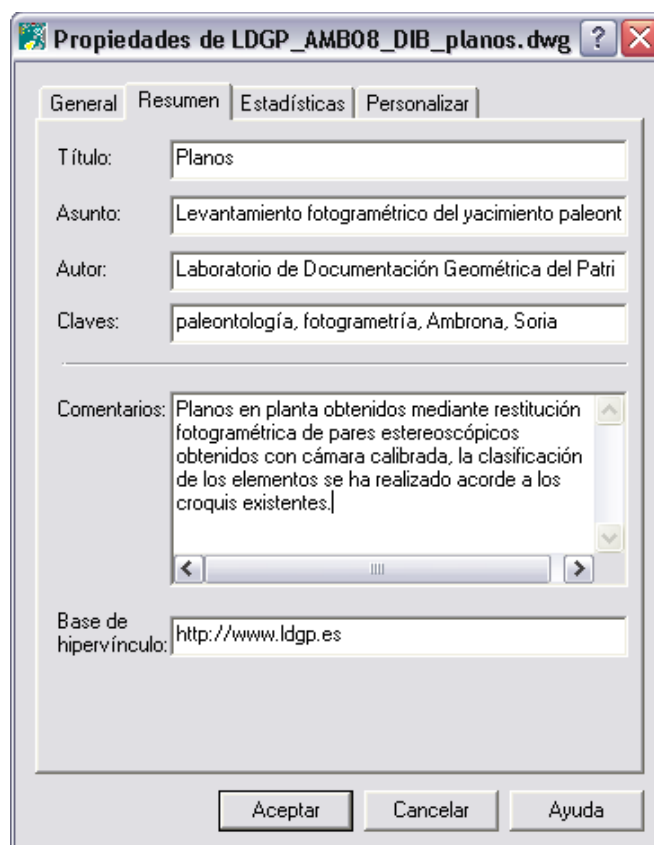 Propiedades de LDGP_AMB08_DIB_planos.dwg
General Resumen Estadísticas Personalizar
Título: Planos
Asunto: Levantamiento fotogramétrico del yacimiento paleont
Autor: Laboratorio de Documentación Geométrica del Patri
Claves: paleontología, fotogrametría, Ambrona, Soria
Comentarios: Planos en planta obtenidos mediante restitución
fotogramétrica de pares estereoscópicos
obtenidos con cámara calibrada, la clasificación
de los elementos se ha realizado acorde a los
croquis existentes.
Base de
hipervínculo: http://www.ldgp.es
Aceptar Cancelar Ayuda